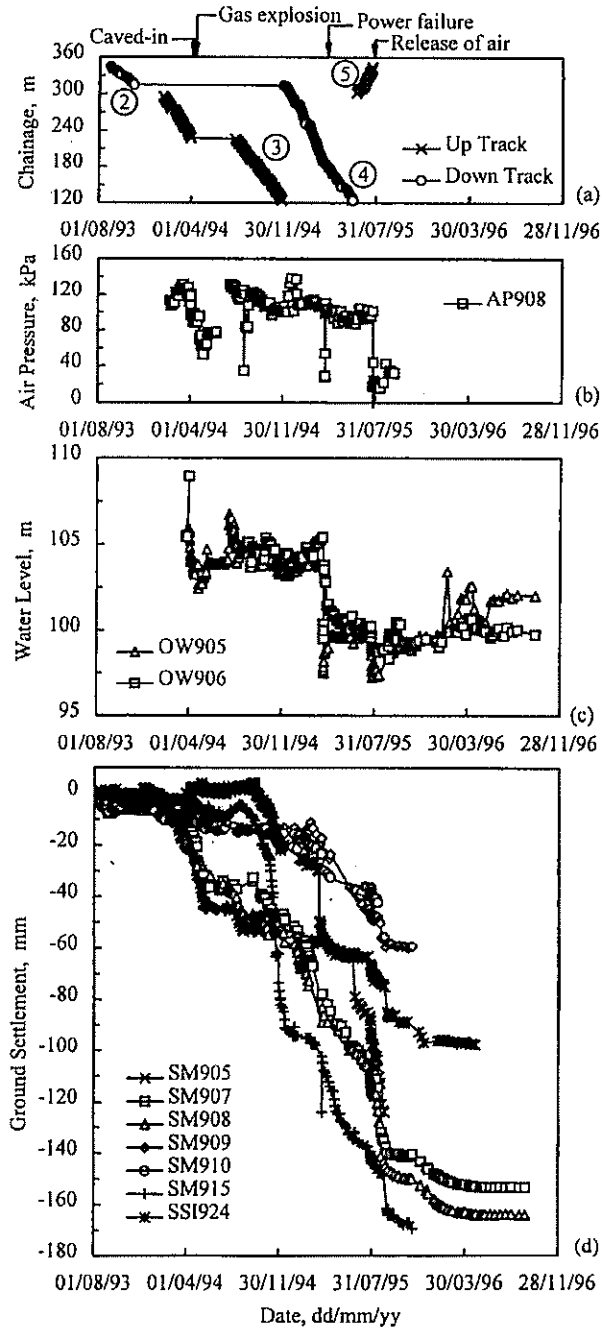 Gas explosion
Power failure
Caved-in
Release of air
Chainage, m
360
300
240
180
120
②
③
④
⑤
Up Track
Down Track
(a)
01/08/93 01/04/94 30/11/94 31/07/95 30/03/96 28/11/96
Air Pressure, kPa
160
120
80
40
0
AP908
(b)
01/08/93 01/04/94 30/11/94 31/07/95 30/03/96 28/11/96
Water Level, m
110
105
100
95
OW905
OW906
(c)
01/08/93 01/04/94 30/11/94 31/07/95 30/03/96 28/11/96
Ground Settlement, mm
0
-20
-40
-60
-80
-100
-120
-140
-160
-180
SM905
SM907
SM908
SM909
SM910
SM915
SSI924
(d)
01/08/93 01/04/94 30/11/94 31/07/95 30/03/96 28/11/96
Date, dd/mm/yy